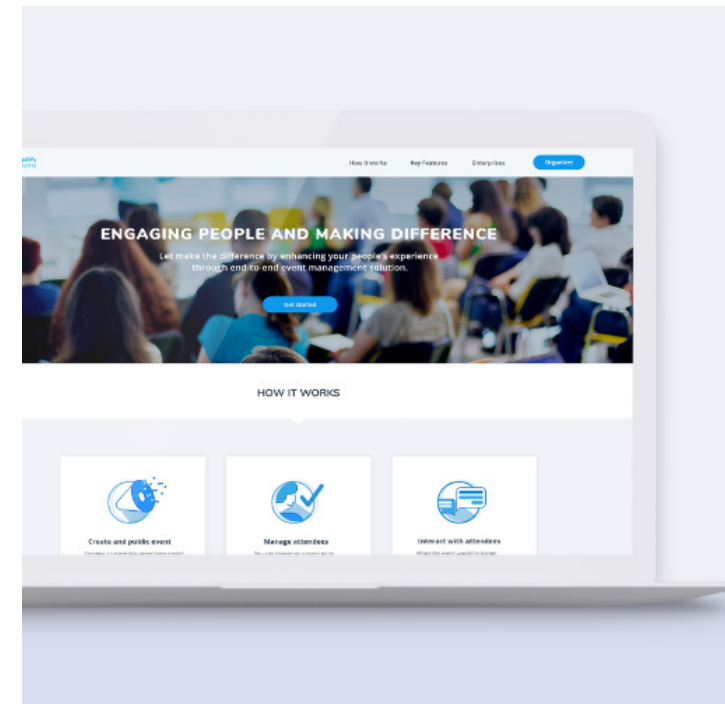 How it works Key Features Enterprises Organizer
ENGAGING PEOPLE AND MAKING DIFFERENCE
Let make the difference by enhancing your people's experience
through end-to-end event management solution.
Get Started
HOW IT WORKS
Create and public event
Manage attendees
Interact with attendees